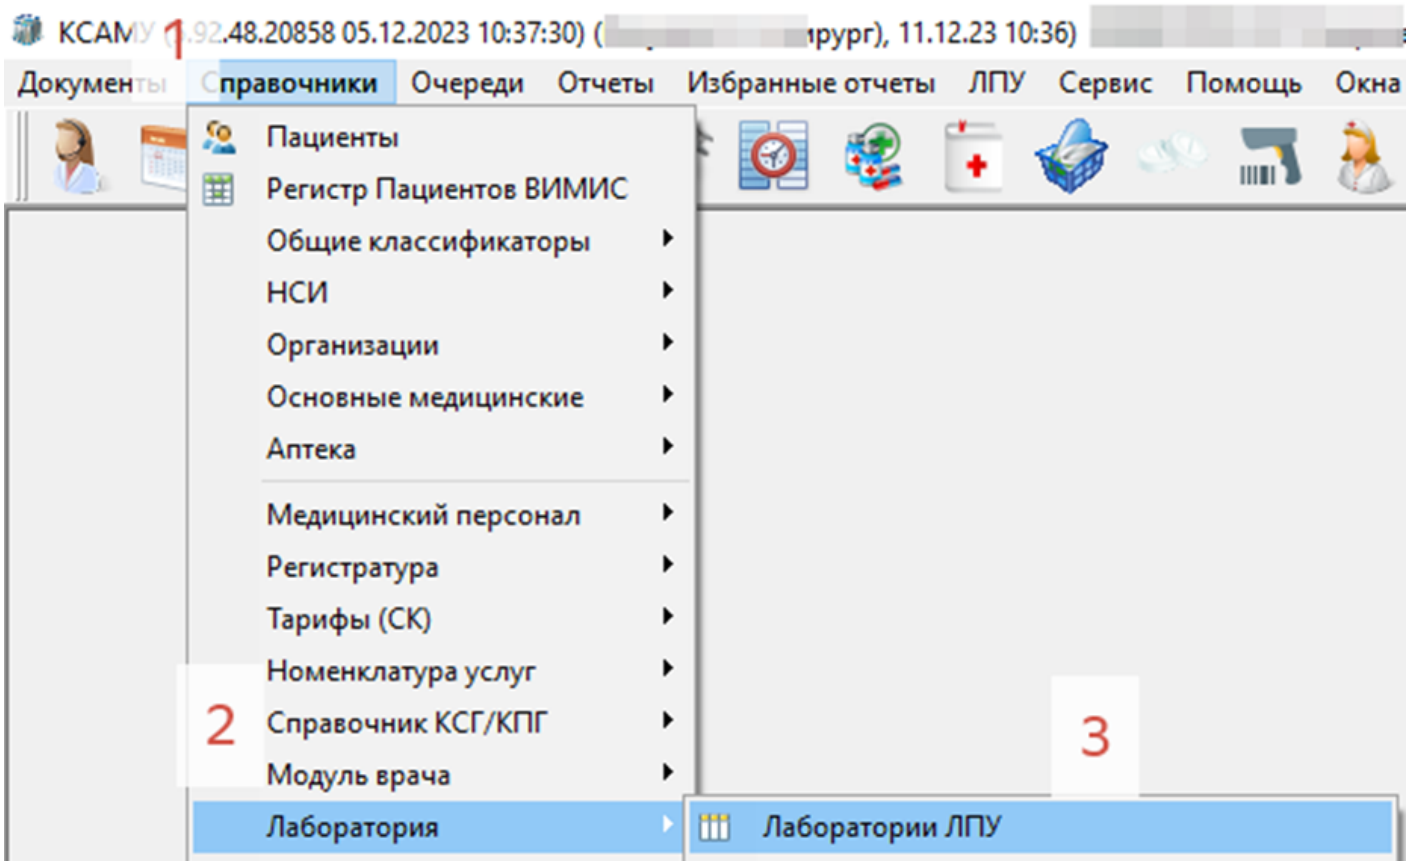 КСАМУ (.92.48.20858 05.12.2023 10:37:30) ( ирург), 11.12.23 10:36)
1
Документы Справочники Очереди Отчеты Избранные отчеты ЛПУ Сервис Помощь Окна
Пациенты
Регистр Пациентов ВИМИС
Общие классификаторы
НСИ
Организации
Основные медицинские
Аптека
Медицинский персонал
Регистратура
Тарифы (СК)
Номенклатура услуг
2
Справочник КСГ/КПГ
3
Модуль врача
Лаборатория
Лаборатории ЛПУ